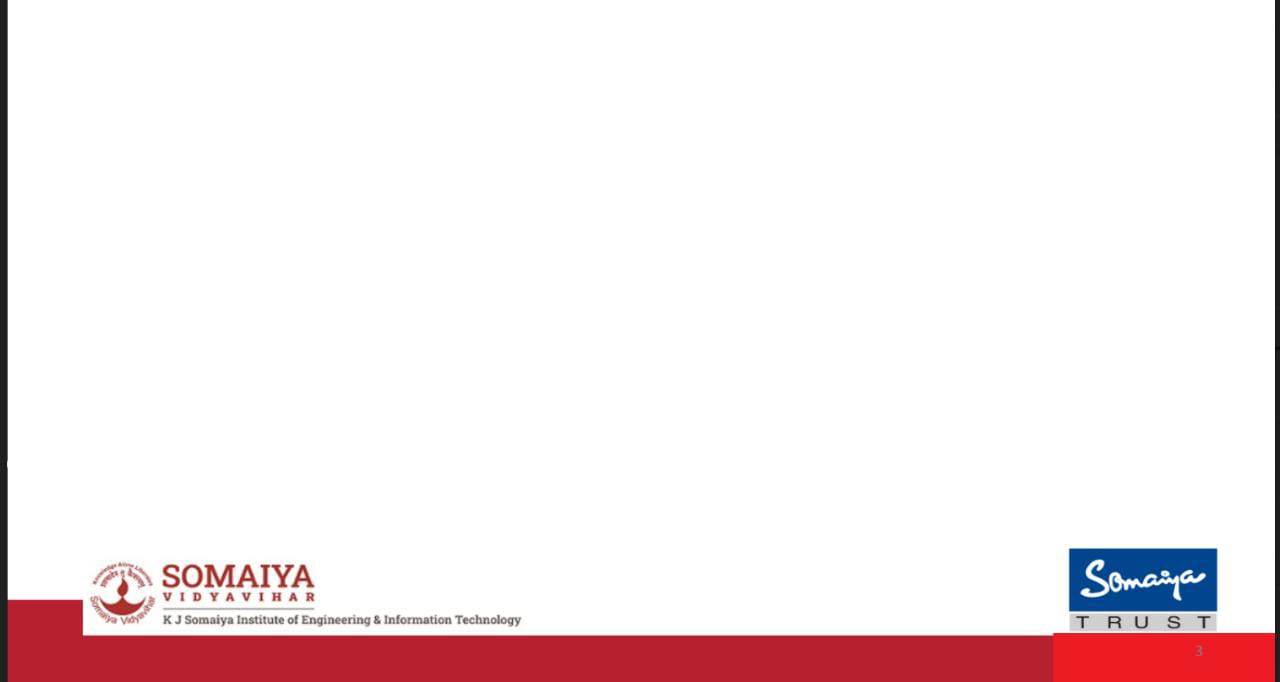 Knowledge Alone Liberates
SOMAIYA
VIDYAVIHAR
Somaiya Vidyavihar
K J Somaiya Institute of Engineering & Information Technology
Somaiya
TRUST
3